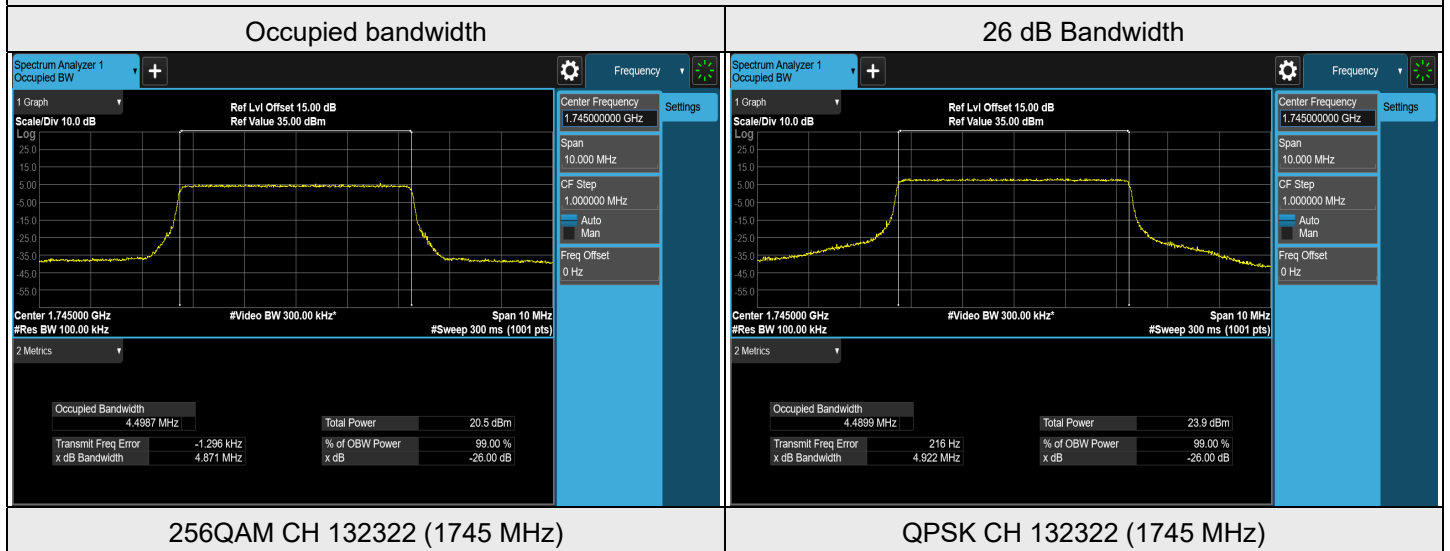 Occupied bandwidth
26 dB Bandwidth
Spectrum Analyzer 1
Occupied BW
Frequency
1 Graph
Ref Lvl Offset 15.00 dB
Scale/Div 10.0 dB
Ref Value 35.00 dBm
Log
25.0
15.0
5.00
-5.00
-15.0
-25.0
-35.0
-45.0
-55.0
Center 1.745000 GHz
#Video BW 300.00 kHz*
Span 10 MHz
#Res BW 100.00 kHz
#Sweep 300 ms (1001 pts)
Center Frequency
1.745000000 GHz
Settings
Span
10.000 MHz
CF Step
1.000000 MHz
Auto
Man
Freq Offset
0 Hz
2 Metrics
Occupied Bandwidth
4.4987 MHz
Total Power 20.5 dBm
Transmit Freq Error -1.296 kHz
% of OBW Power 99.00 %
x dB Bandwidth 4.871 MHz
x dB -26.00 dB
Spectrum Analyzer 1
Occupied BW
Frequency
1 Graph
Ref Lvl Offset 15.00 dB
Scale/Div 10.0 dB
Ref Value 35.00 dBm
Log
25.0
15.0
5.00
-5.00
-15.0
-25.0
-35.0
-45.0
-55.0
Center 1.745000 GHz
#Video BW 300.00 kHz*
Span 10 MHz
#Res BW 100.00 kHz
#Sweep 300 ms (1001 pts)
Center Frequency
1.745000000 GHz
Settings
Span
10.000 MHz
CF Step
1.000000 MHz
Auto
Man
Freq Offset
0 Hz
2 Metrics
Occupied Bandwidth
4.4899 MHz
Total Power 23.9 dBm
Transmit Freq Error 216 Hz
% of OBW Power 99.00 %
x dB Bandwidth 4.922 MHz
x dB -26.00 dB
256QAM CH 132322 (1745 MHz)
QPSK CH 132322 (1745 MHz)